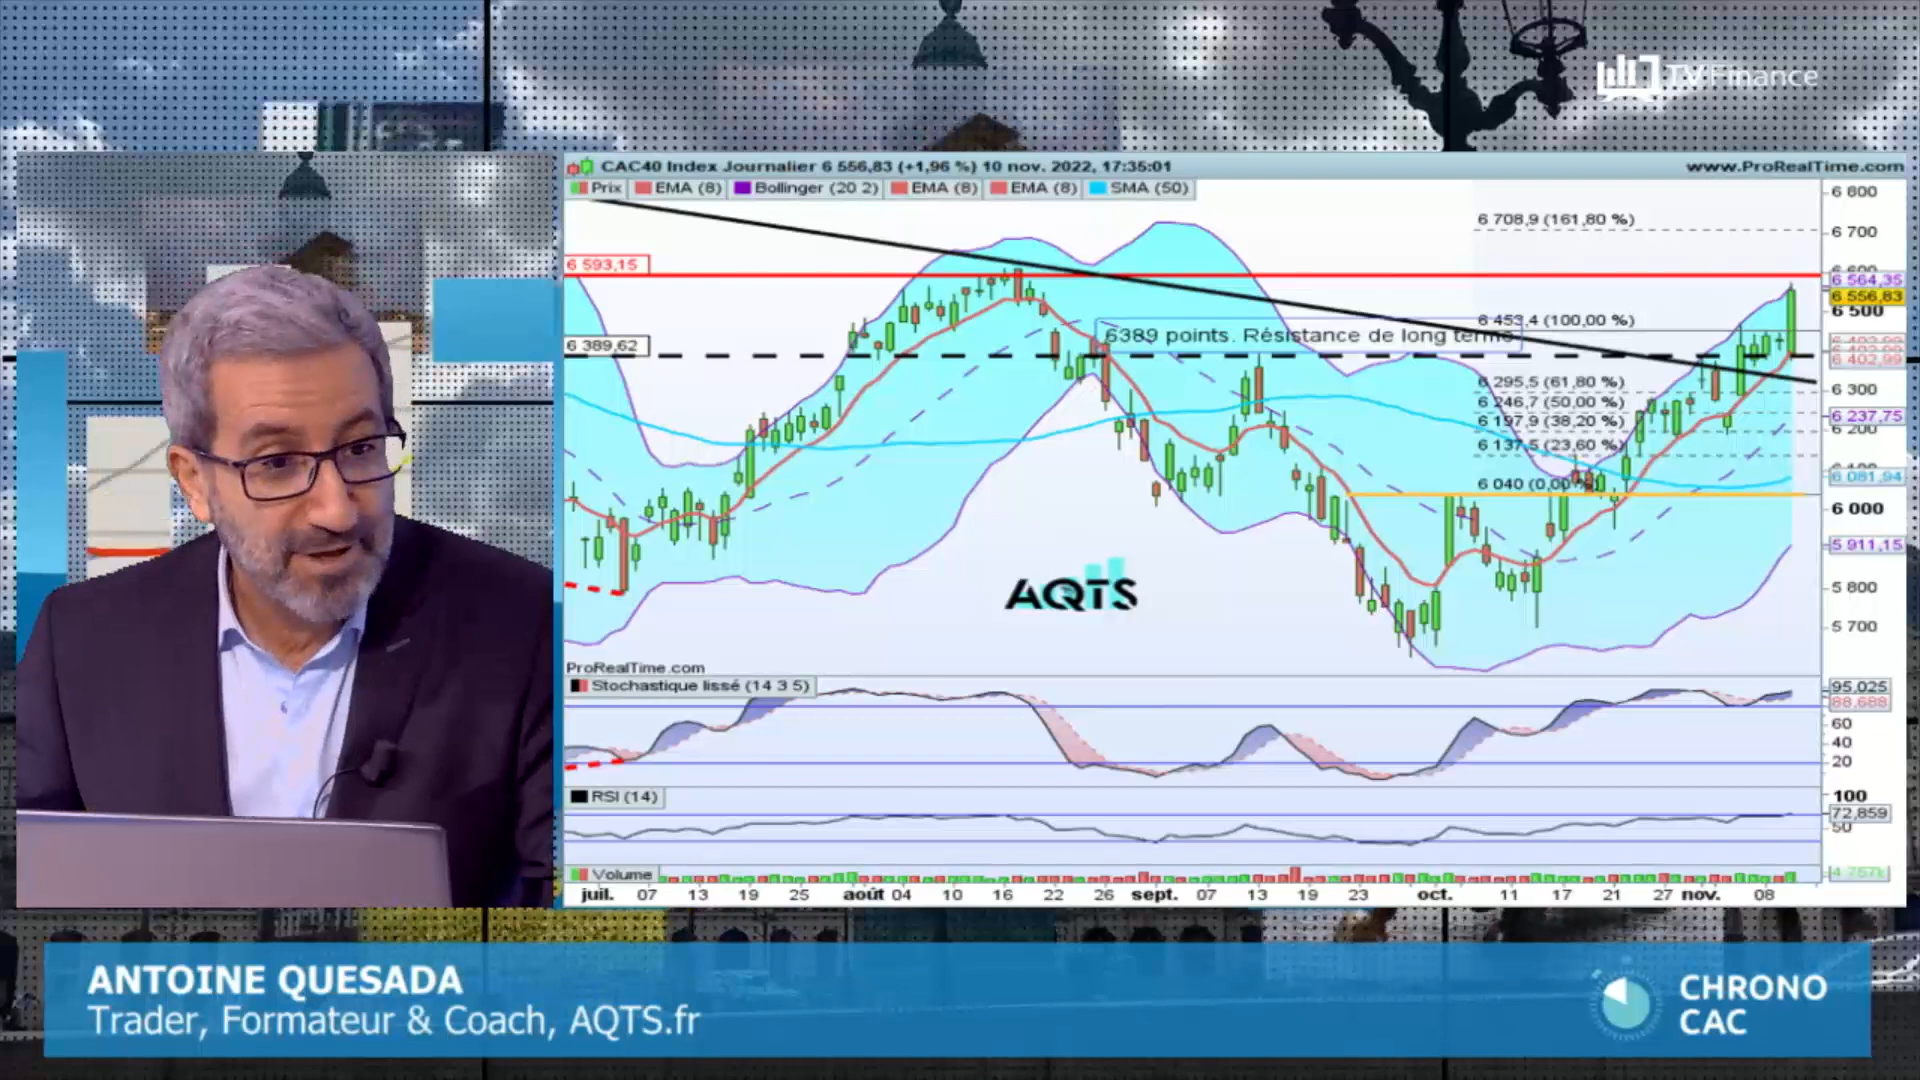 TV Finance
CAC40 Index Journalier 6 556,83 (+1,96 %) 10 nov. 2022, 17:35:01
www.ProRealTime.com
Prix EMA (8) Bollinger (20 2) EMA (8) EMA (8) SMA (50)
6 800
6 708,9 (161,80 %)
6 700
6 593,15
6 564,35
6 556,83
6 500
6 453,4 (100,00 %)
6389 points. Résistance de long terme
6 389,62
6 402,99
6 295,5 (61,80 %)
6 300
6 246,7 (50,00 %)
6 237,75
6 197,9 (38,20 %)
6 200
6 137,5 (23,60 %)
6 040 (0,00 %)
6 081,94
6 000
5 911,15
AQTS
5 800
5 700
ProRealTime.com
Stochastique lissé (14 3 5)
95,025
88,688
60
40
20
RSI (14)
100
72,859
50
Volume
4 757k
juil. 07 13 19 25 août 04 10 16 22 26 sept. 07 13 19 23 oct. 11 17 21 27 nov. 08
ANTOINE QUESADA
Trader, Formateur & Coach, AQTS.fr
CHRONO
CAC